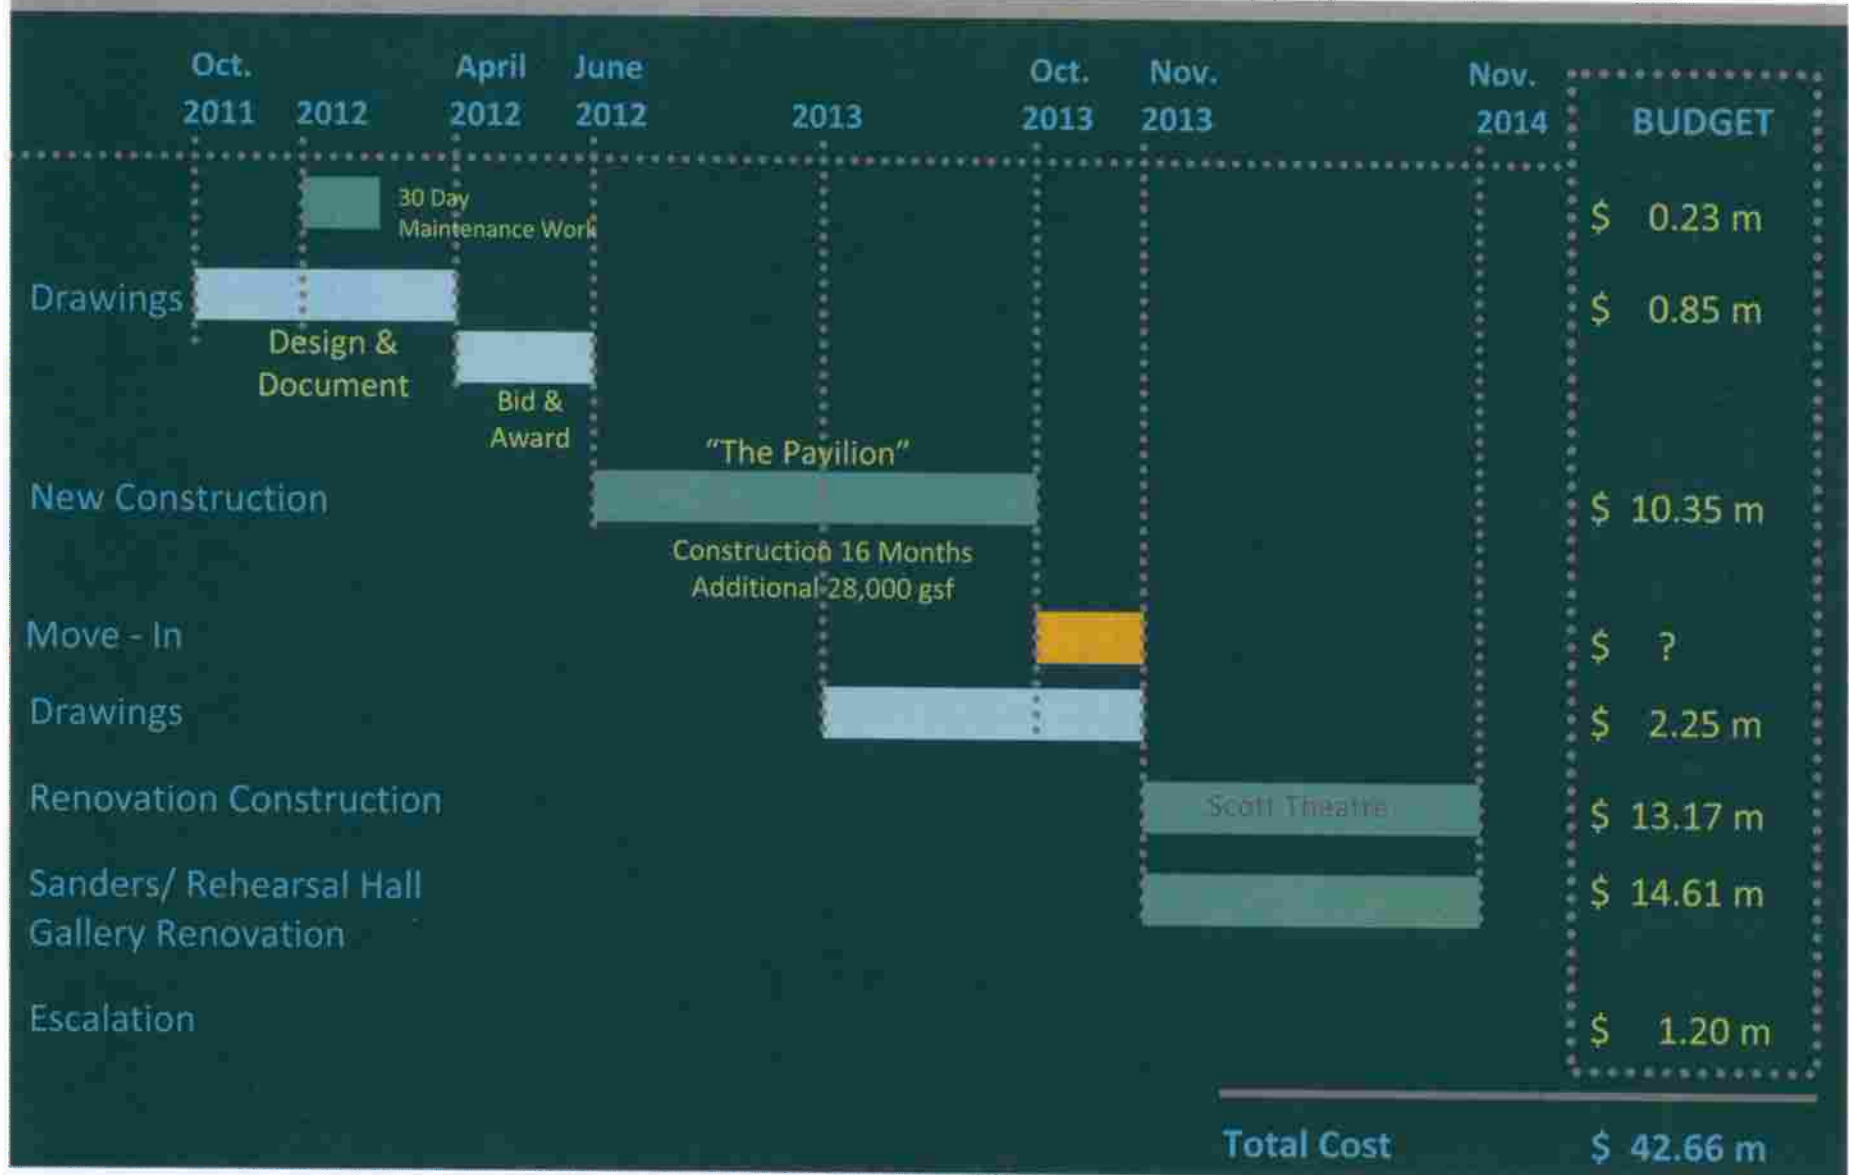 Oct. April June Oct. Nov. Nov.
2011 2012 2012 2012 2013 2013 2013 2014 BUDGET
30 Day
Maintenance Work
$ 0.23 m
Drawings $ 0.85 m
Design &
Document
Bid &
Award
"The Pavilion"
New Construction $ 10.35 m
Construction 16 Months
Additional 28,000 gsf
Move - In $ ?
Drawings $ 2.25 m
Renovation Construction Scott Theatre $ 13.17 m
Sanders/ Rehearsal Hall $ 14.61 m
Gallery Renovation
Escalation $ 1.20 m
Total Cost $ 42.66 m